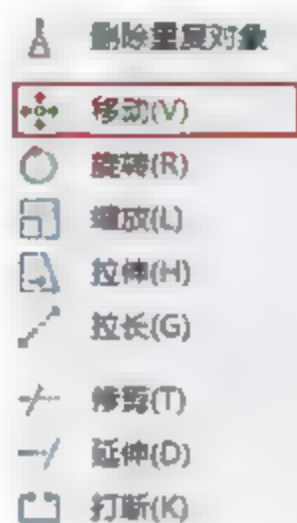 删除重复对象
移动(V)
旋转(R)
缩放(L)
拉伸(H)
拉长(G)
修剪(T)
延伸(D)
打断(K)